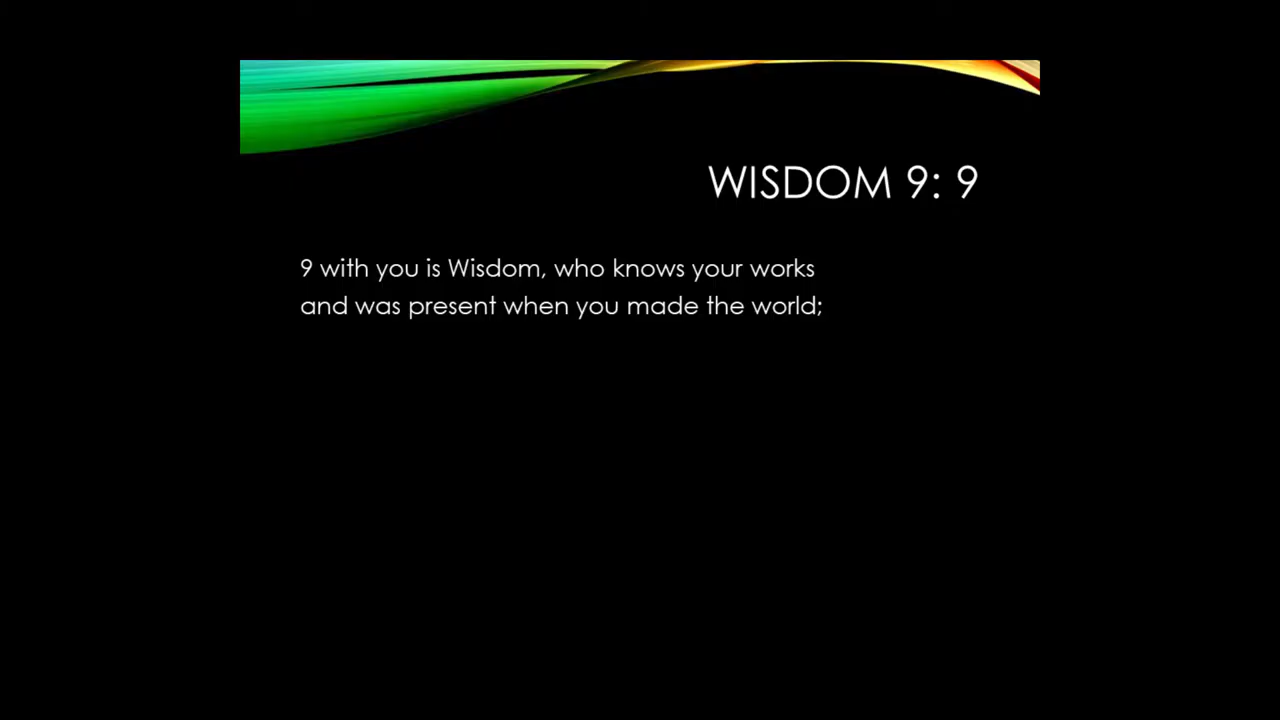 WISDOM 9: 9
9 with you is Wisdom, who knows your works
and was present when you made the world;